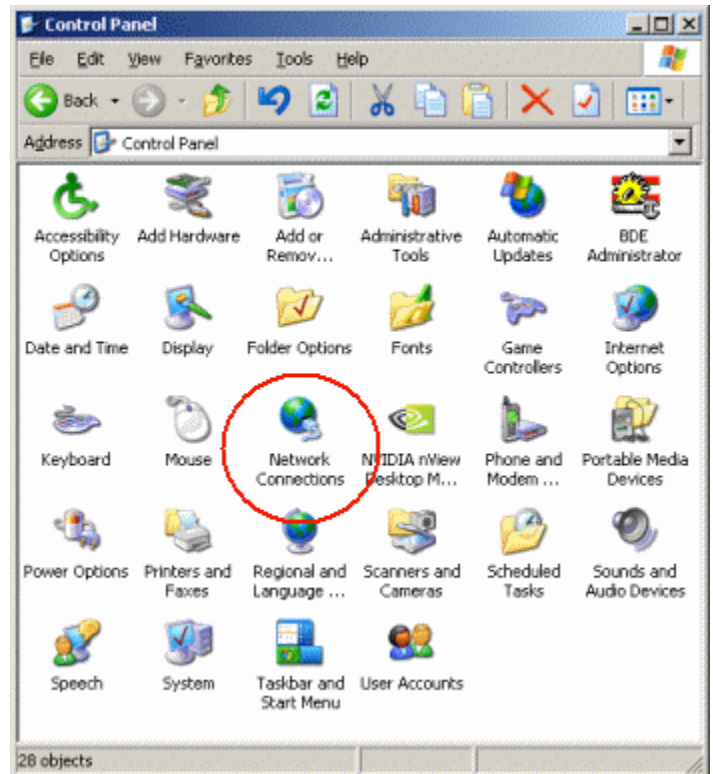 Control Panel
File Edit View Favorites Tools Help
Back
Address Control Panel
Accessibility Options
Add Hardware
Add or Remov...
Administrative Tools
Automatic Updates
BDE Administrator
Date and Time
Display
Folder Options
Fonts
Game Controllers
Internet Options
Keyboard
Mouse
Network Connections
NVIDIA nView Desktop M...
Phone and Modem ...
Portable Media Devices
Power Options
Printers and Faxes
Regional and Language ...
Scanners and Cameras
Scheduled Tasks
Sounds and Audio Devices
Speech
System
Taskbar and Start Menu
User Accounts
28 objects